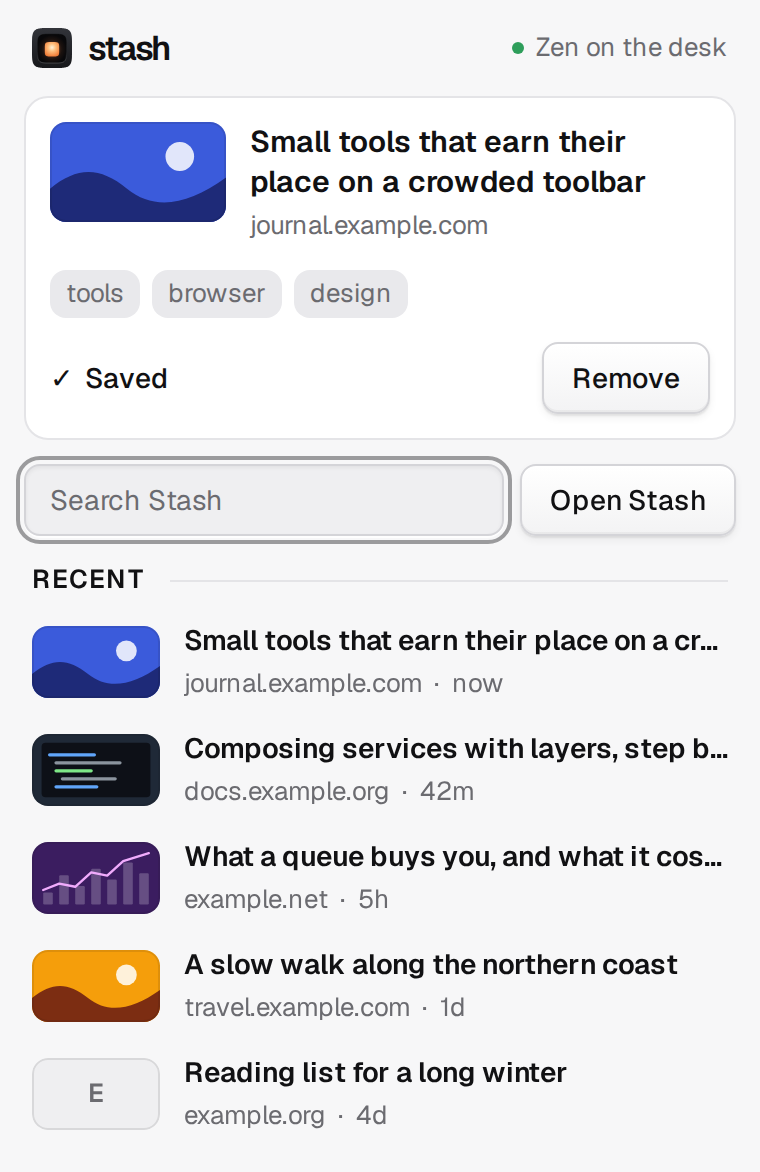 stash
Zen on the desk
Small tools that earn their
place on a crowded toolbar
journal.example.com
tools
browser
design
✓ Saved
Remove
Search Stash
Open Stash
RECENT
Small tools that earn their place on a cr...
journal.example.com · now
Composing services with layers, step b...
docs.example.org · 42m
What a queue buys you, and what it cos...
example.net · 5h
A slow walk along the northern coast
travel.example.com · 1d
E
Reading list for a long winter
example.org · 4d